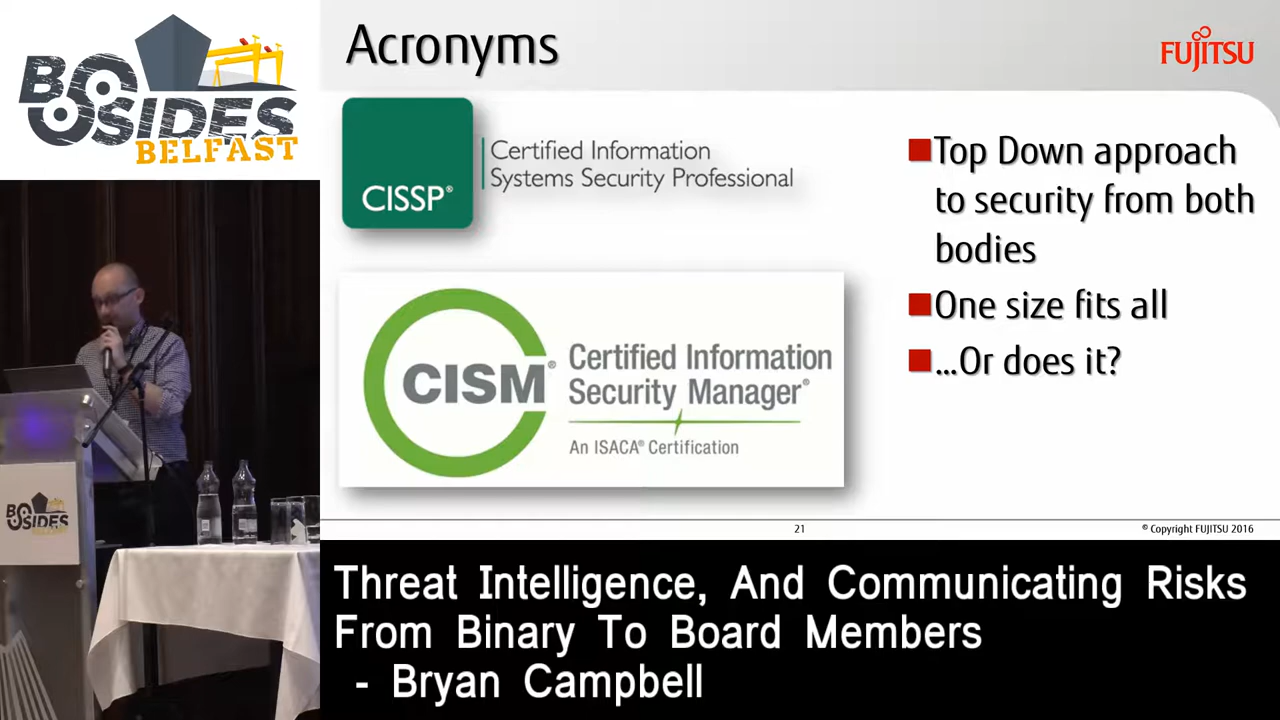 BSIDES
BELFAST
Acronyms
FUJITSU
CISSP®
Certified Information
Systems Security Professional
CISM®
Certified Information
Security Manager®
An ISACA® Certification
Top Down approach
to security from both
bodies
One size fits all
...Or does it?
21
© Copyright FUJITSU 2016
BSIDES
BELFAST
Threat Intelligence, And Communicating Risks
From Binary To Board Members
- Bryan Campbell